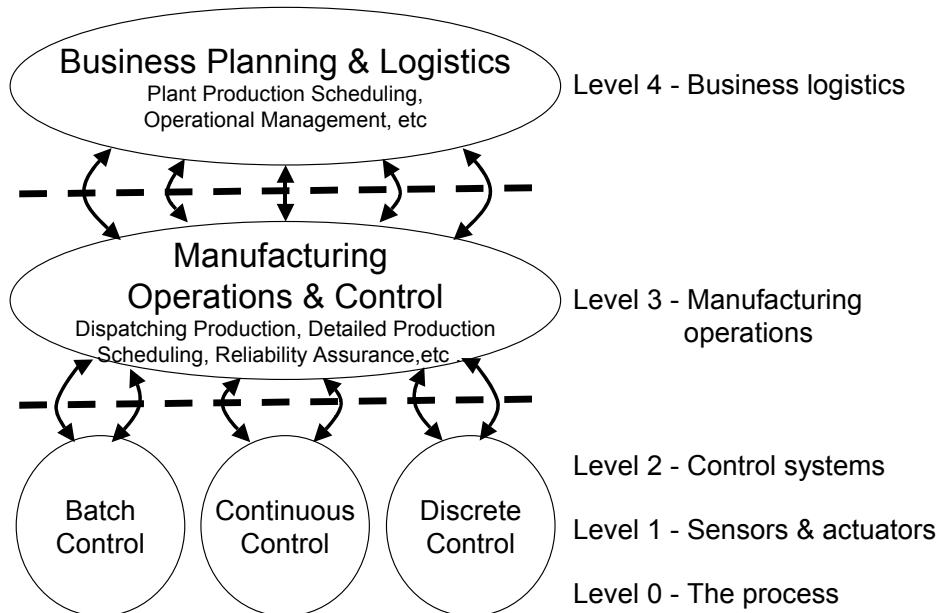 Business Planning & Logistics
Plant Production Scheduling,
Operational Management, etc
Level 4 - Business logistics
Manufacturing
Operations & Control
Dispatching Production, Detailed Production
Scheduling, Reliability Assurance,etc .
Level 3 - Manufacturing
operations
Batch
Control
Continuous
Control
Discrete
Control
Level 2 - Control systems
Level 1 - Sensors & actuators
Level 0 - The process